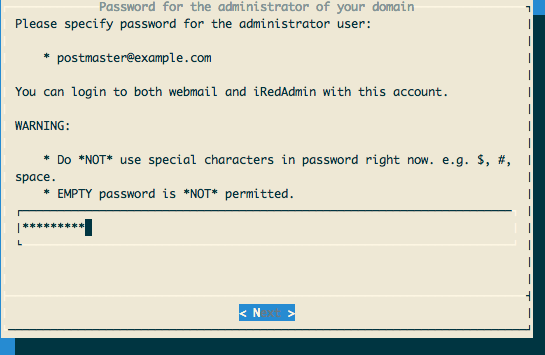 Password for the administrator of your domain
Please specify password for the administrator user:
* postmaster@example.com
You can login to both webmail and iRedAdmin with this account.
WARNING:
* Do *NOT* use special characters in password right now. e.g. $, #,
space.
* EMPTY password is *NOT* permitted.
*********
< Next >